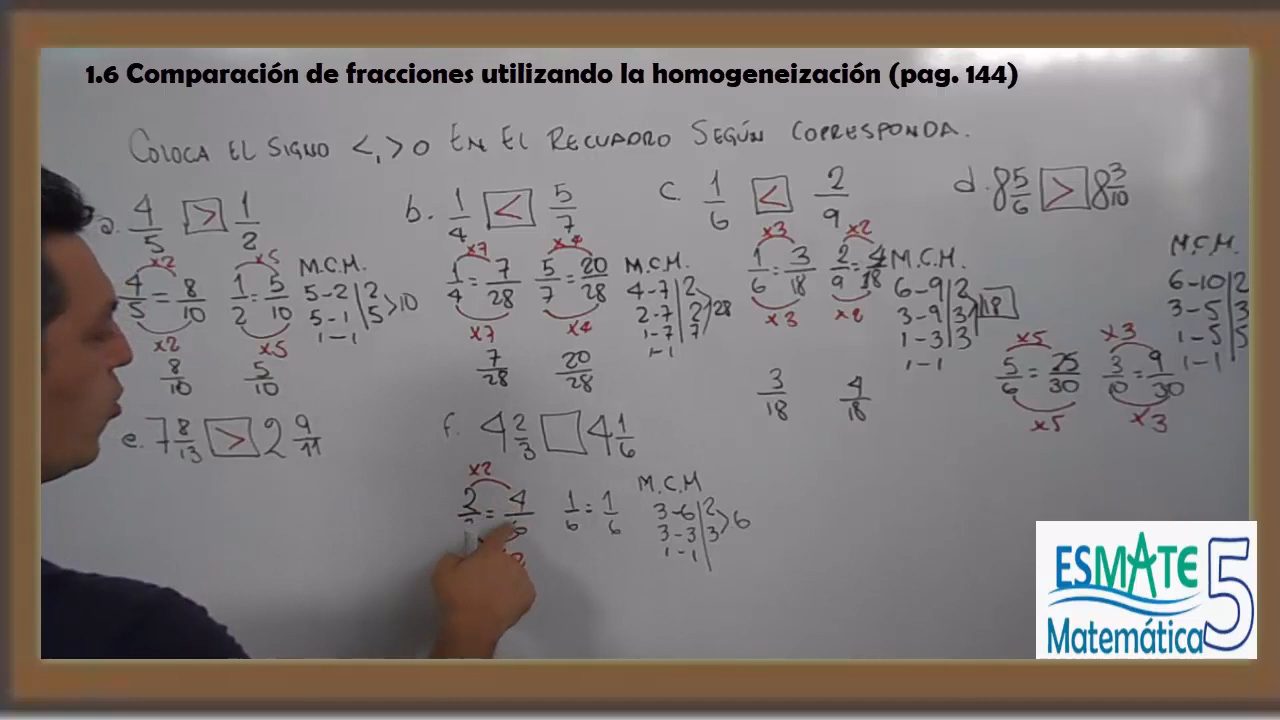 1.6 Comparación de fracciones utilizando la homogeneización (pag. 144)
COLOCA EL SIGNO <, > O EN EL RECUADRO SEGÚN CORRESPONDA.
a. 4/5 > 1/2
×2 ×5
4/5 = 8/10 1/2 = 5/10
×2 ×5
M.C.M.
5-2 | 2
5-1 | 5 > 10
1-1
8/10 5/10
b. 1/4 < 5/7
×7 ×4
1/4 = 7/28 5/7 = 20/28
×7 ×4
M.C.M.
4-7 | 2
2-7 | 2 > 28
1-7 | 7
1-1
7/28 20/28
c. 1/6 < 2/9
×3 ×2
1/6 = 3/18 2/9 = 4/18
×3 ×2
M.C.M.
6-9 | 2
3-9 | 3 > 18
1-3 | 3
1-1
3/18 4/18
d. 8 5/6 > 8 3/10
M.C.M.
6-10 | 2
3-5 | 3
1-5 | 5
1-1
×5 ×3
5/6 = 25/30 3/10 = 9/30
×5 ×3
e. 7 8/13 > 2 9/11
f. 4 2/3 4 1/6
×2
2 = 4/6 1/6 = 1/6
M.C.M
3-6 | 2
3-3 | 3 > 6
1-1
ESMATE
Matemática 5